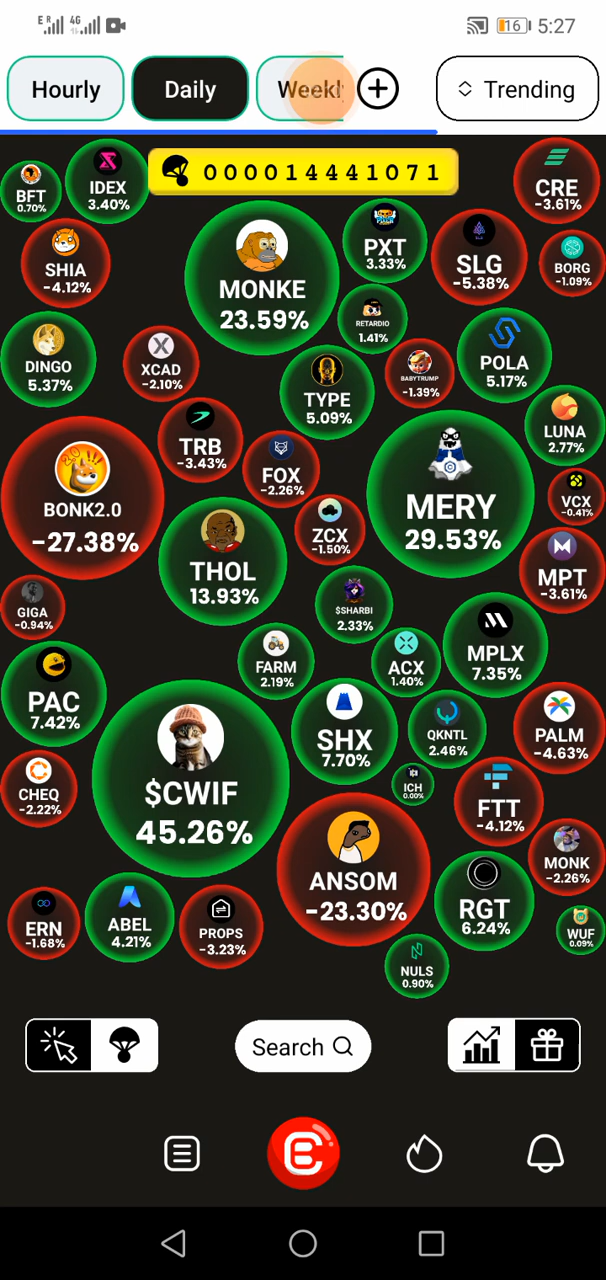 E R
4G
16
5:27
Hourly
Daily
Weekl
Trending
000014441071
BFT
0.70%
IDEX
3.40%
CRE
-3.61%
SHIA
-4.12%
MONKE
23.59%
PXT
3.33%
SLG
-5.38%
BORG
-1.09%
RETARDIO
1.41%
DINGO
5.37%
XCAD
-2.10%
TYPE
5.09%
BABYTRUMP
-1.39%
POLA
5.17%
LUNA
2.77%
TRB
-3.43%
FOX
-2.26%
BONK2.0
-27.38%
MERY
29.53%
VCX
-0.41%
ZCX
-1.50%
THOL
13.93%
MPT
-3.61%
GIGA
-0.94%
$SHARBI
2.33%
FARM
2.19%
ACX
1.40%
MPLX
7.35%
PAC
7.42%
SHX
7.70%
QKNTL
2.46%
PALM
-4.63%
$CWIF
45.26%
CHEQ
-2.22%
ICH
0.00%
FTT
-4.12%
ANSOM
-23.30%
MONK
-2.26%
RGT
6.24%
ERN
-1.68%
ABEL
4.21%
PROPS
-3.23%
WUF
0.09%
NULS
0.90%
Search